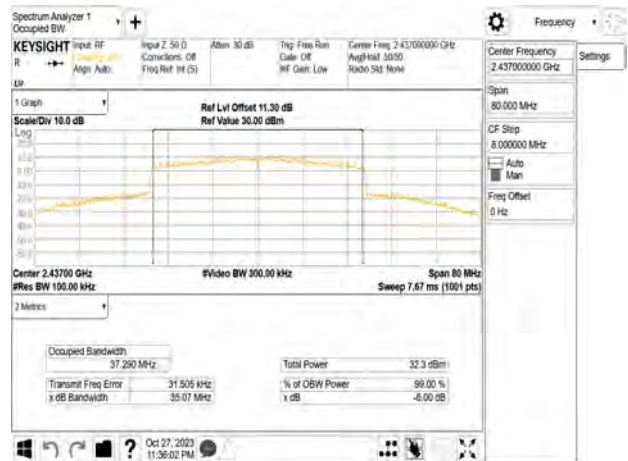 Spectrum Analyzer 1
Occupied BW
Frequency
KEYSIGHT
Input: RF
Input Z: 50 Ω
Atten: 30 dB
Trig: Free Run
Center Freq: 2.437000000 GHz
R
Corrections: Off
Gate: Off
Avg|Hold: 50/50
Align: Auto
Freq Ref: Int (S)
#IF Gain: Low
Radio Std: None
1 Graph
Scale/Div 10.0 dB
Ref Lvl Offset 11.30 dB
Ref Value 30.00 dBm
Log
Center 2.43700 GHz
#Video BW 300.00 kHz
Span 80 MHz
#Res BW 100.00 kHz
Sweep 7.67 ms (1001 pts)
2 Metrics
Occupied Bandwidth
37.290 MHz
Total Power
32.3 dBm
Transmit Freq Error
31.505 kHz
% of OBW Power
99.00 %
x dB Bandwidth
35.07 MHz
x dB
-6.00 dB
Center Frequency
2.437000000 GHz
Settings
Span
80.000 MHz
CF Step
8.000000 MHz
Auto
Man
Freq Offset
0 Hz
?
Oct 27, 2023
11:36:02 PM